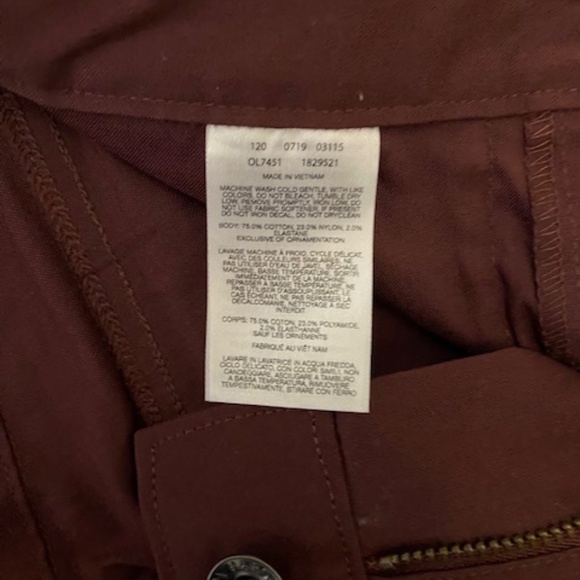 120 0719 03115
OL7451 1829521
MADE IN VIETNAM
MACHINE WASH COLD GENTLE, WITH LIKE
COLORS. DO NOT BLEACH. TUMBLE DRY
LOW. REMOVE PROMPTLY. IRON LOW. DO
NOT USE FABRIC SOFTENER. IF PRESENT
DO NOT IRON DECAL. DO NOT DRYCLEAN
BODY: 75.0% COTTON, 23.0% NYLON, 2.0%
ELASTANE
EXCLUSIVE OF ORNAMENTATION
LAVAGE MACHINE À FROID, CYCLE DÉLICAT,
AVEC DES COULEURS SIMILAIRES, NE
PAS UTILISER D'EAU DE JAVEL, SÉCHAGE
MACHINE, BASSE TEMPÉRATURE. SORTIR
IMMÉDIATEMENT DE LA MACHINE.
REPASSER À BASSE TEMPÉRATURE, NE
PAS UTILISER D'ASSOUPLISSANT. LE
CAS ÉCHÉANT, NE PAS REPASSER LA
DÉCALCOMANIE, NETTOYAGE À SEC
INTERDIT
CORPS: 75.0% COTON, 23.0% POLYAMIDE,
2.0% ÉLASTHANNE
SAUF LES ORNEMENTS
FABRIQUÉ AU VIÊT NAM
LAVARE IN LAVATRICE IN ACQUA FREDDA,
CICLO DELICATO, CON COLORI SIMILI, NON
CANDEGGIARE, ASCIUGARE A TAMBURO
A BASSA TEMPERATURA, RIMUOVERE
TEMPESTIVAMENTE, STIRARE CON FERRO